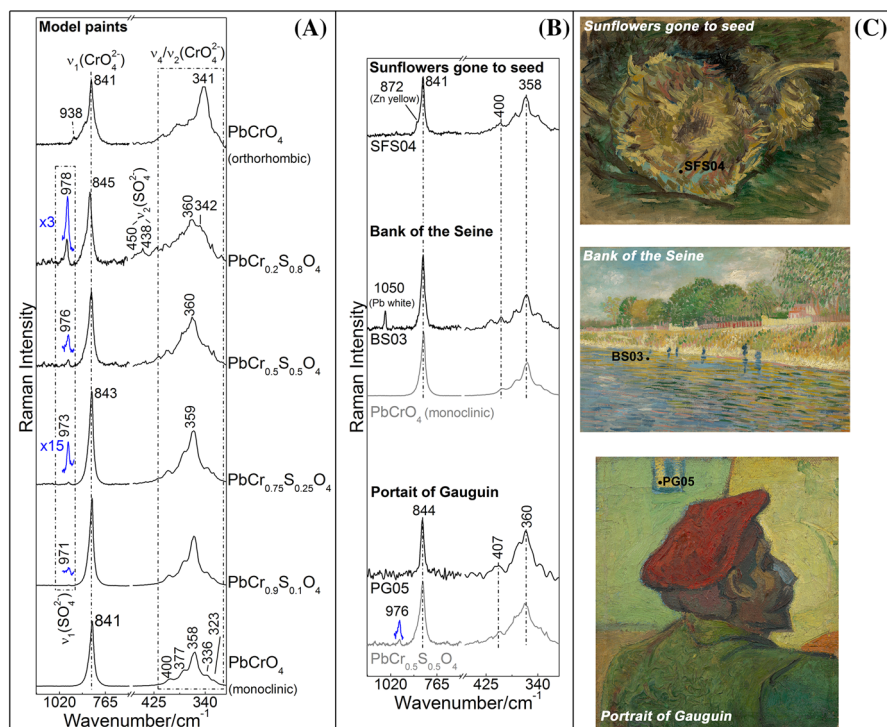 Model paints
(A)
ν1(CrO4 2-)
ν4/ν2(CrO4 2-)
841
341
938
PbCrO4
(orthorhombic)
978
x3
845
450
438
ν2(SO4 2-)
360
342
PbCr0.2S0.8O4
976
360
PbCr0.5S0.5O4
843
973
x15
359
PbCr0.75S0.25O4
971
PbCr0.9S0.1O4
ν1(SO4 2-)
841
400
377
358
336
323
PbCrO4
(monoclinic)
Raman Intensity
1020 765 425 340
Wavenumber/cm-1
(B)
Sunflowers gone to seed
872
(Zn yellow)
841
400
358
SFS04
Bank of the Seine
1050
(Pb white)
BS03
PbCrO4 (monoclinic)
Portait of Gauguin
844
407
360
PG05
976
PbCr0.5S0.5O4
Raman Intensity
1020 765 425 340
Wavenumber/cm-1
(C)
Sunflowers gone to seed
SFS04
Bank of the Seine
BS03
PG05
Portrait of Gauguin